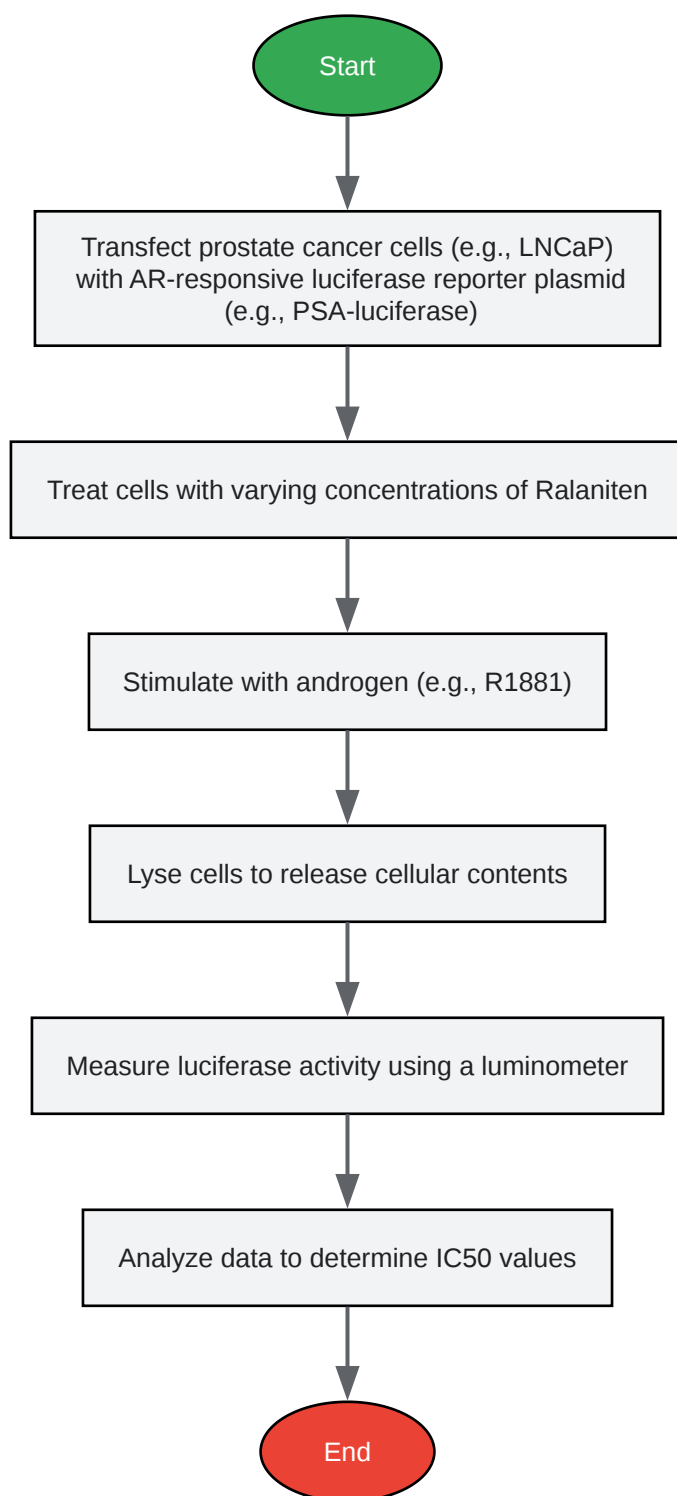 Start
Transfect prostate cancer cells (e.g., LNCaP)
with AR-responsive luciferase reporter plasmid
(e.g., PSA-luciferase)
Treat cells with varying concentrations of Ralaniten
Stimulate with androgen (e.g., R1881)
Lyse cells to release cellular contents
Measure luciferase activity using a luminometer
Analyze data to determine IC50 values
End